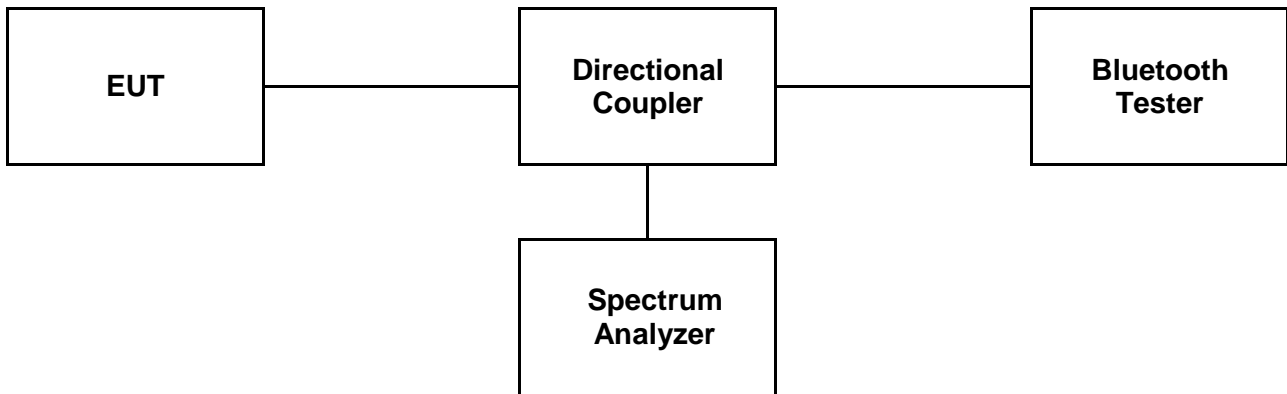 EUT
Directional
Coupler
Bluetooth
Tester
Spectrum
Analyzer